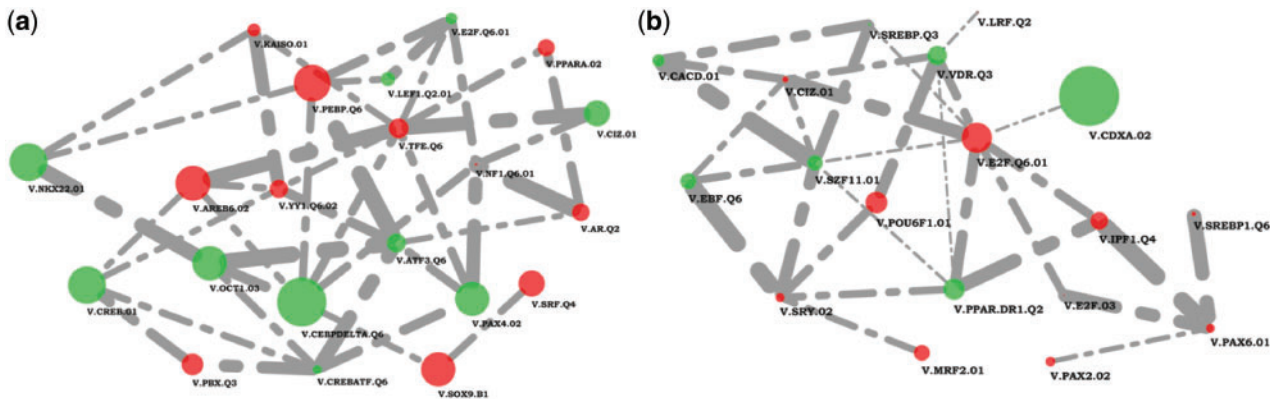 (a)
V.KAISO.01
V.E2F.Q6.01
V.PPARA.02
V.PEBP.Q6
V.LEF1.Q2.01
V.CIZ.01
V.TFE.Q6
V.NKX22.01
V.NF1.Q6.01
V.AREB6.02
V.YY1.Q6.02
V.AR.Q2
V.ATF3.Q6
V.OCT1.03
V.CREB.01
V.SRF.Q4
V.CEBPDELTA.Q6
V.PAX4.02
V.PBX.Q3
V.CREBATF.Q6
V.SOX9.B1
(b)
V.LRF.Q2
V.SREBP.Q3
V.CACD.01
V.VDR.Q3
V.CIZ.01
V.CDXA.02
V.E2F.Q6.01
V.EBF.Q6
V.SZF11.01
V.POU6F1.01
V.SREBP1.Q6
V.IPF1.Q4
V.SRY.02
V.PPAR.DR1.Q2
V.E2F.03
V.PAX6.01
V.MRF2.01
V.PAX2.02